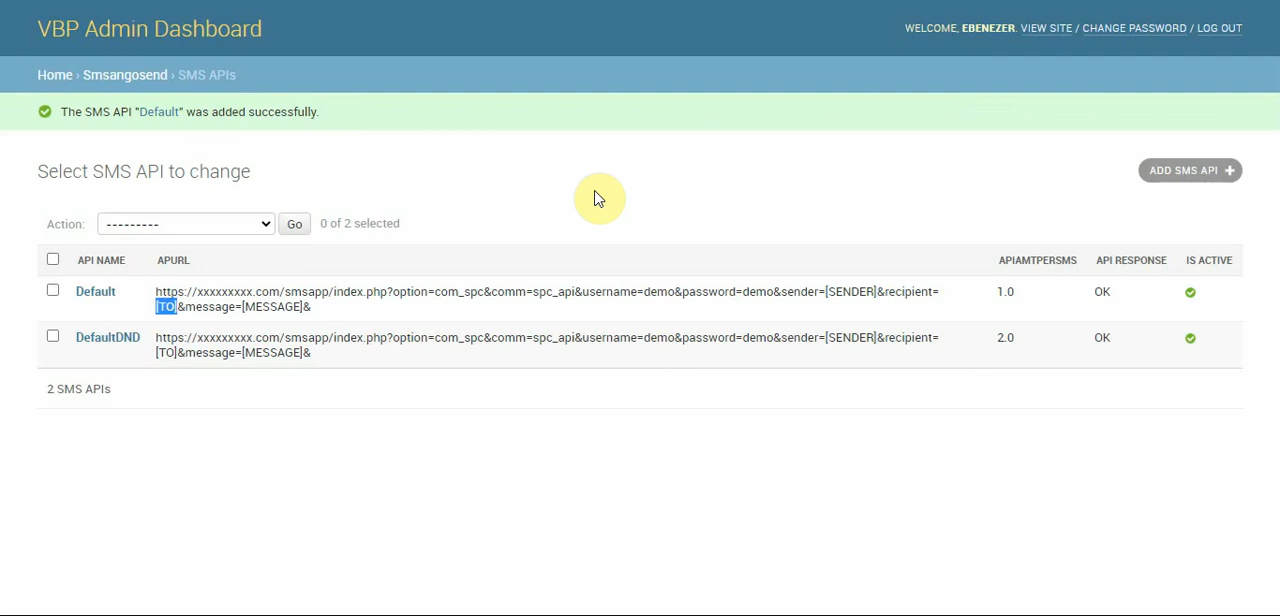 VBP Admin Dashboard
WELCOME, EBENEZER. VIEW SITE / CHANGE PASSWORD / LOG OUT
Home › Smsangosend › SMS APIs
The SMS API "Default" was added successfully.
Select SMS API to change
ADD SMS API +
Action: --------- Go 0 of 2 selected
API NAME APURL APIAMTPERSMS API RESPONSE IS ACTIVE
Default https://xxxxxxxxx.com/smsapp/index.php?option=com_spc&comm=spc_api&username=demo&password=demo&sender=[SENDER]&recipient= 1.0 OK
[TO]&message=[MESSAGE]&
DefaultDND https://xxxxxxxxx.com/smsapp/index.php?option=com_spc&comm=spc_api&username=demo&password=demo&sender=[SENDER]&recipient= 2.0 OK
[TO]&message=[MESSAGE]&
2 SMS APIs